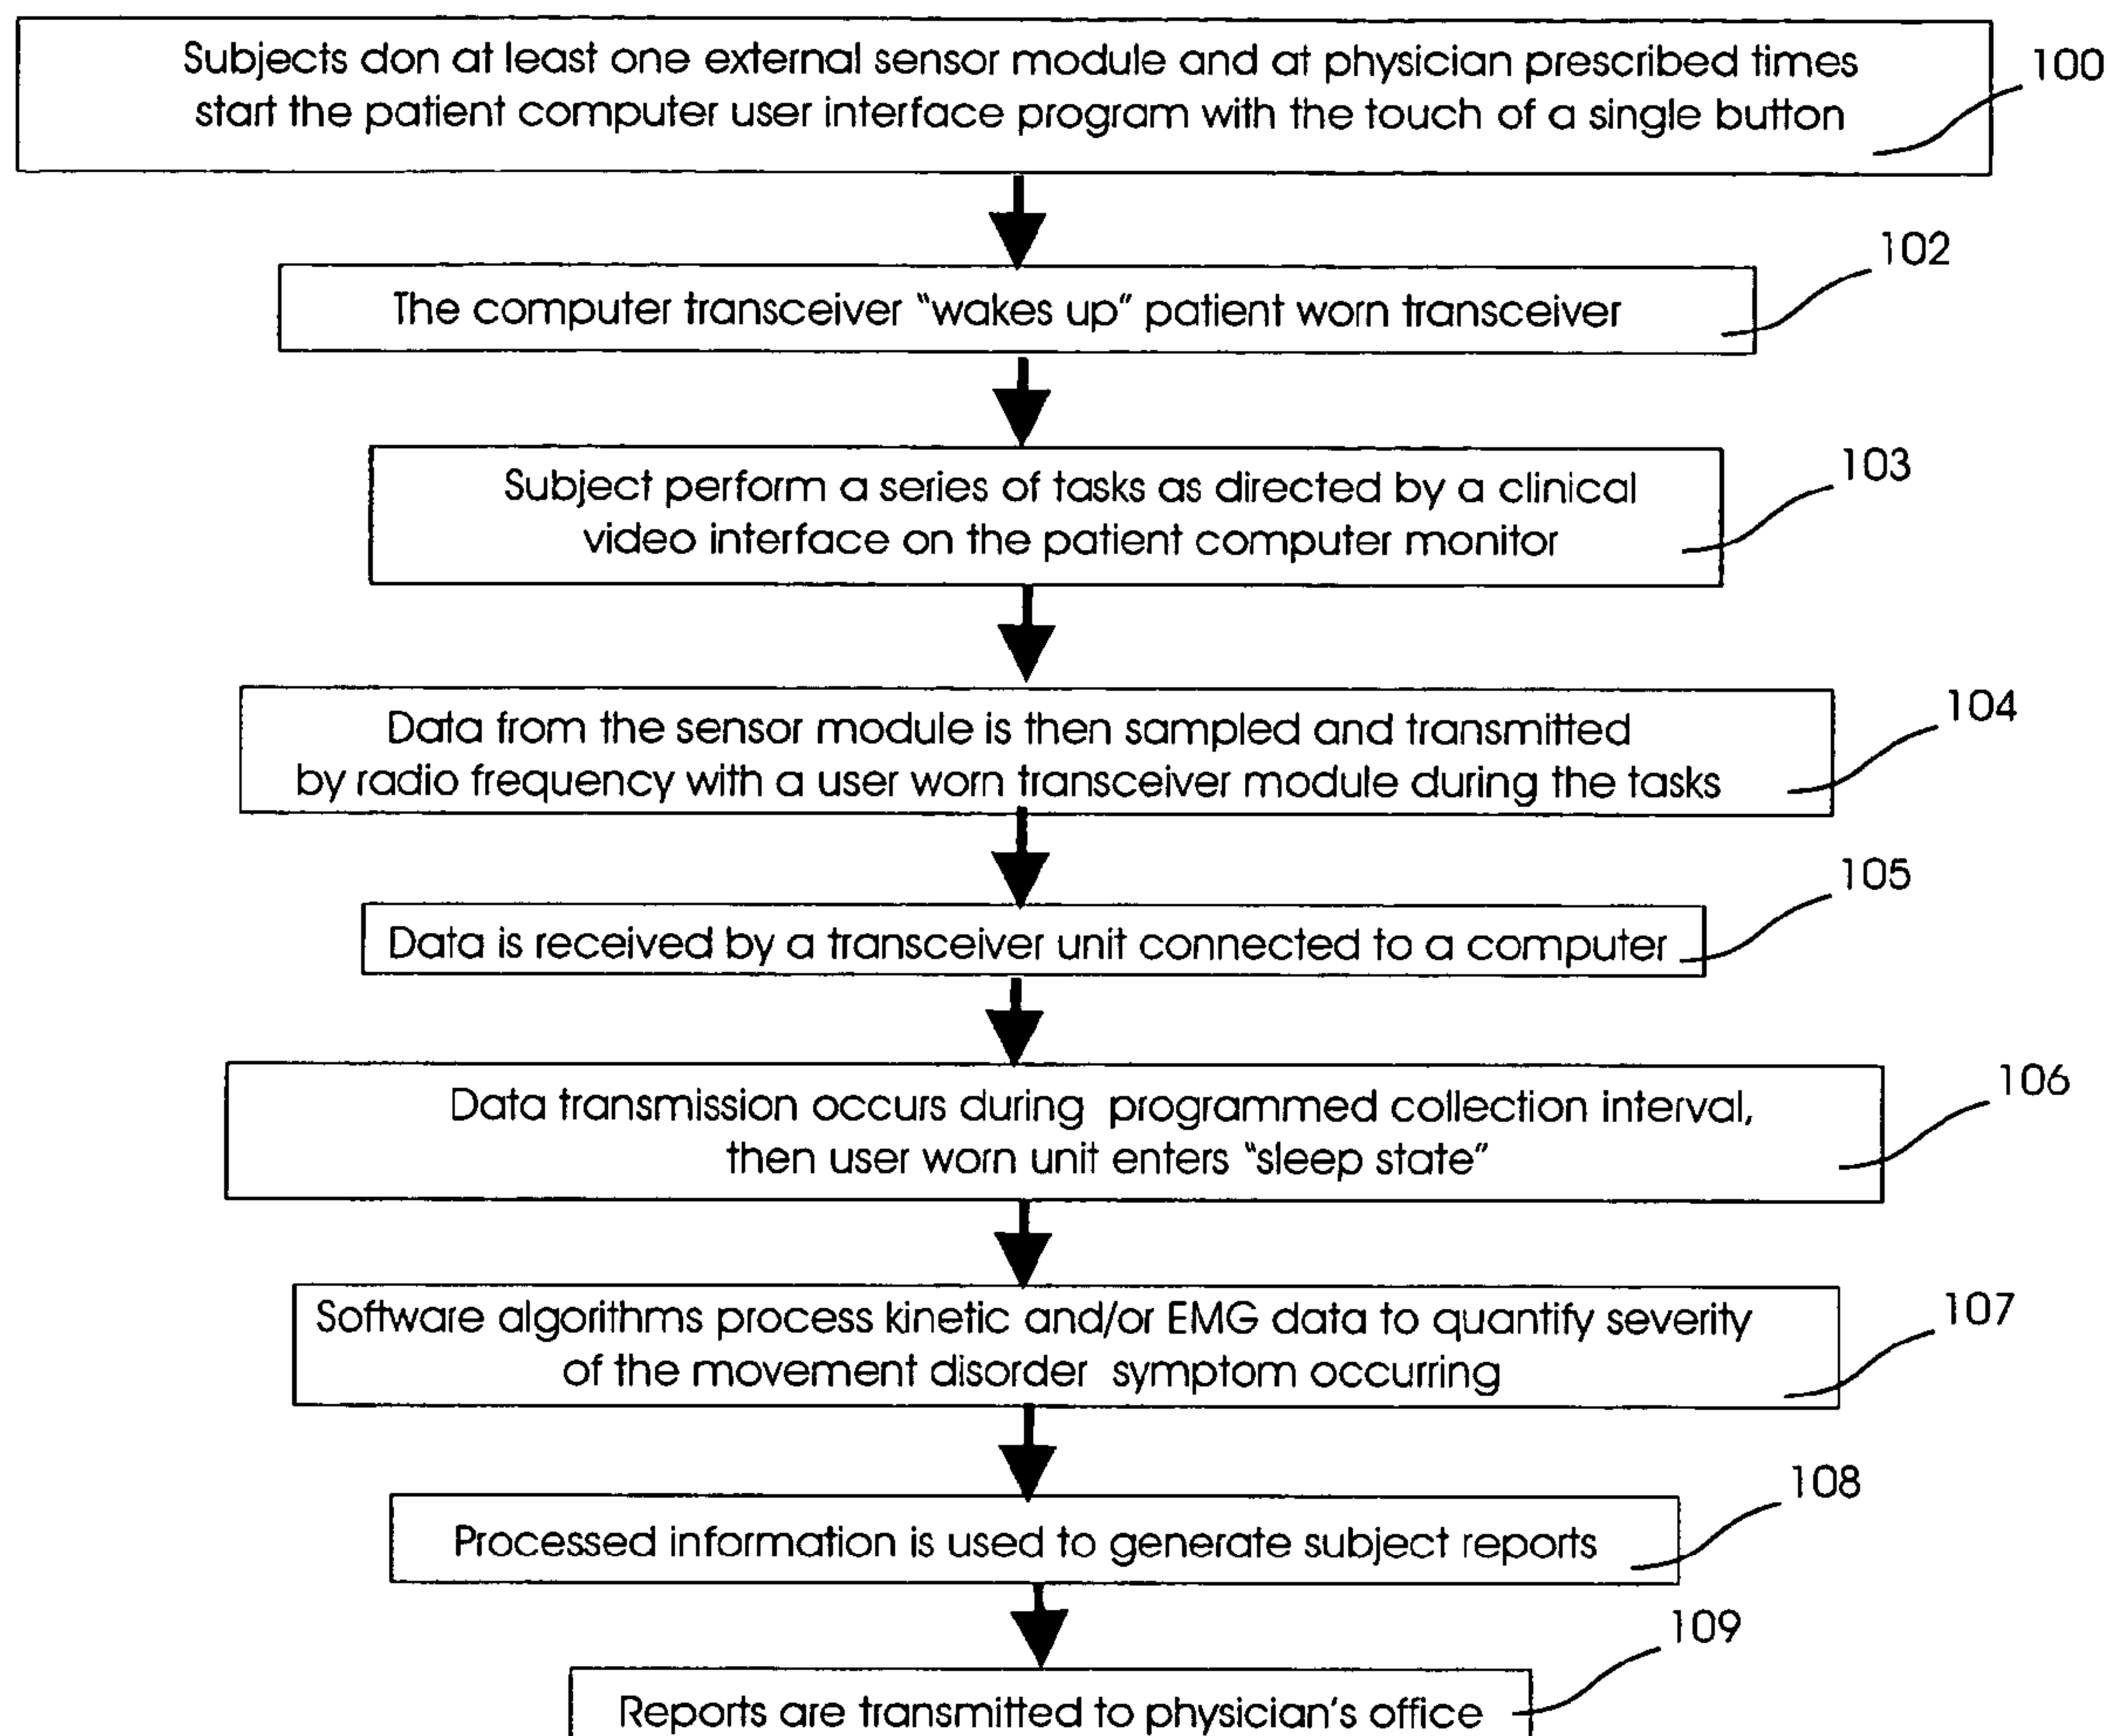 Subjects don at least one external sensor module and at physician prescribed times
start the patient computer user interface program with the touch of a single button
100
102
The computer transceiver “wakes up” patient worn transceiver
103
Subject perform a series of tasks as directed by a clinical
video interface on the patient computer monitor
104
Data from the sensor module is then sampled and transmitted
by radio frequency with a user worn transceiver module during the tasks
105
Data is received by a transceiver unit connected to a computer
106
Data transmission occurs during programmed collection interval,
then user worn unit enters “sleep state”
107
Software algorithms process kinetic and/or EMG data to quantify severity
of the movement disorder symptom occurring
108
Processed information is used to generate subject reports
109
Reports are transmitted to physician’s office